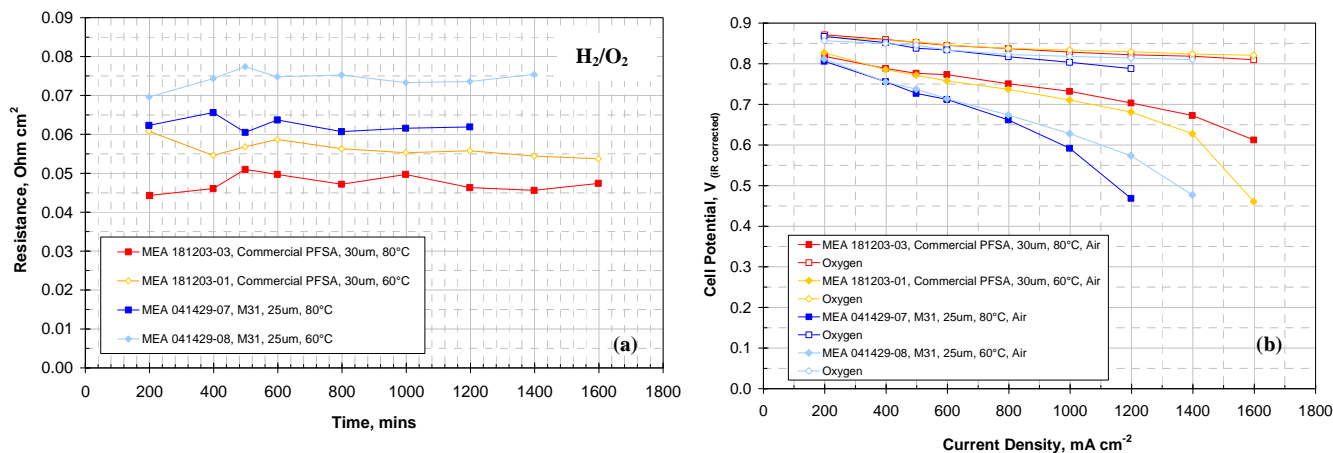 0.10
0.09
0.08
0.07
0.06
0.05
0.04
0.03
0.02
0.01
0.00
Resistance, Ohm cm²
H₂/O₂
MEA 181203-03, Commercial PFSA, 30um, 80°C
MEA 181203-01, Commercial PFSA, 30um, 60°C
MEA 041429-07, M31, 25um, 80°C
MEA 041429-08, M31, 25um, 60°C
(a)
0 200 400 600 800 1000 1200 1400 1600 1800
Time, mins
0.9
0.8
0.7
0.6
0.5
0.4
0.3
0.2
0.1
0.0
Cell Potential, V (iR corrected)
MEA 181203-03, Commercial PFSA, 30um, 80°C, Air
Oxygen
MEA 181203-01, Commercial PFSA, 30um, 60°C, Air
Oxygen
MEA 041429-07, M31, 25um, 80°C, Air
Oxygen
MEA 041429-08, M31, 25um, 60°C, Air
Oxygen
(b)
0 200 400 600 800 1000 1200 1400 1600 1800
Current Density, mA cm⁻²